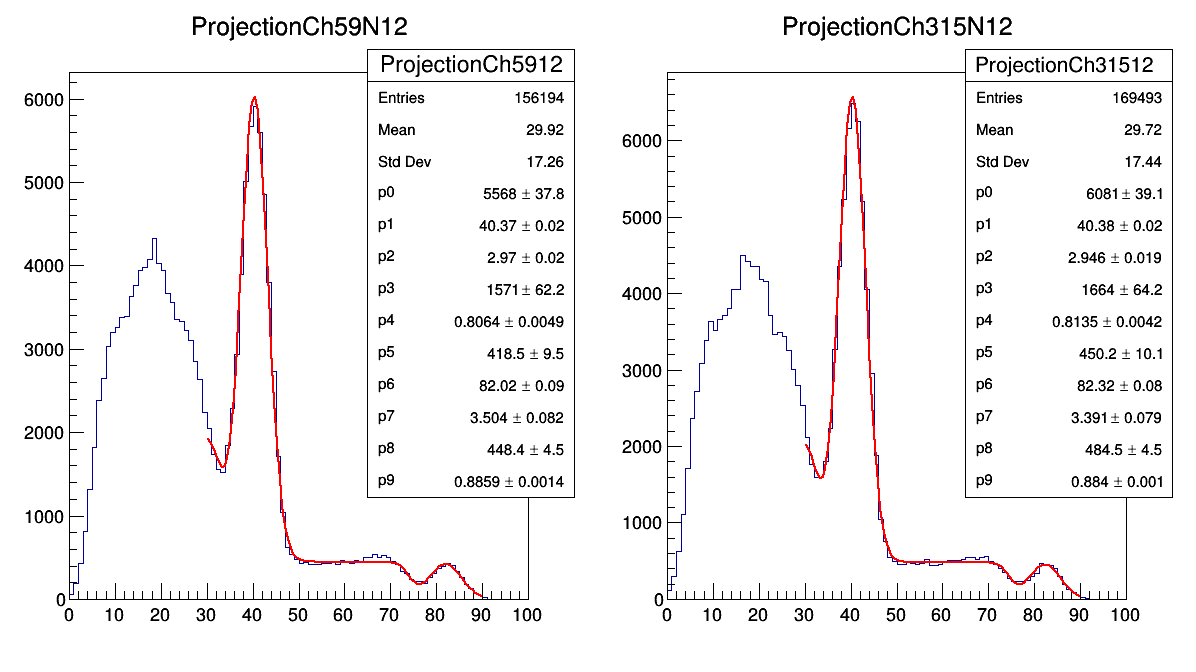 ProjectionCh59N12
ProjectionCh5912
Entries 156194
Mean 29.92
Std Dev 17.26
p0 5568 ± 37.8
p1 40.37 ± 0.02
p2 2.97 ± 0.02
p3 1571 ± 62.2
p4 0.8064 ± 0.0049
p5 418.5 ± 9.5
p6 82.02 ± 0.09
p7 3.504 ± 0.082
p8 448.4 ± 4.5
p9 0.8859 ± 0.0014
6000
5000
4000
3000
2000
1000
0
0 10 20 30 40 50 60 70 80 90 100
ProjectionCh315N12
ProjectionCh31512
Entries 169493
Mean 29.72
Std Dev 17.44
p0 6081 ± 39.1
p1 40.38 ± 0.02
p2 2.946 ± 0.019
p3 1664 ± 64.2
p4 0.8135 ± 0.0042
p5 450.2 ± 10.1
p6 82.32 ± 0.08
p7 3.391 ± 0.079
p8 484.5 ± 4.5
p9 0.884 ± 0.001
6000
5000
4000
3000
2000
1000
0
0 10 20 30 40 50 60 70 80 90 100